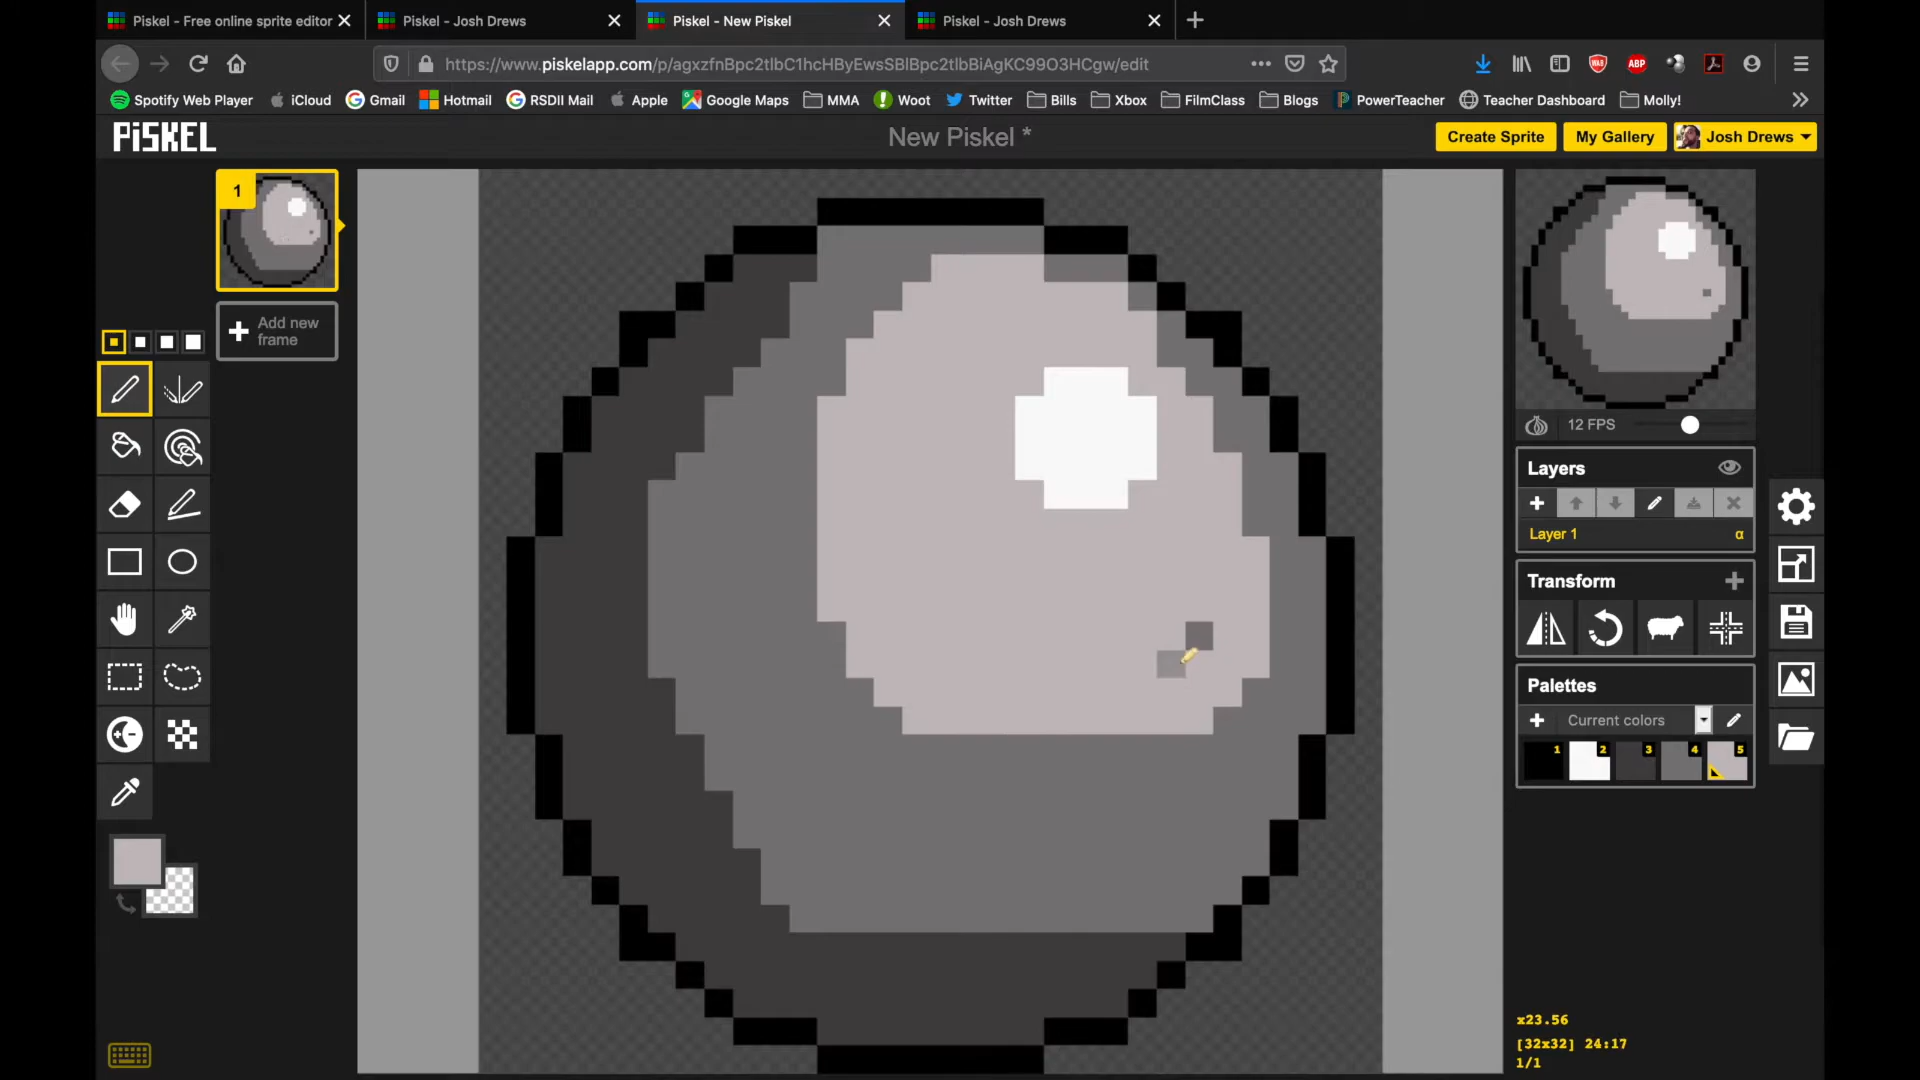 Piskel - Free online sprite editor
Piskel - Josh Drews
Piskel - New Piskel
Piskel - Josh Drews
https://www.piskelapp.com/p/agxzfnBpc2tlbC1hcHByEwsSBlBpc2tlbBiAgKC99O3HCgw/edit
Spotify Web Player
iCloud
Gmail
Hotmail
RSDII Mail
Apple
Google Maps
MMA
Woot
Twitter
Bills
Xbox
FilmClass
Blogs
PowerTeacher
Teacher Dashboard
Molly!
PiSKEL
New Piskel *
Create Sprite
My Gallery
Josh Drews
1
Add new
frame
12 FPS
Layers
Layer 1
α
Transform
Palettes
Current colors
1
2
3
4
5
x23.56
[32x32] 24:17
1/1